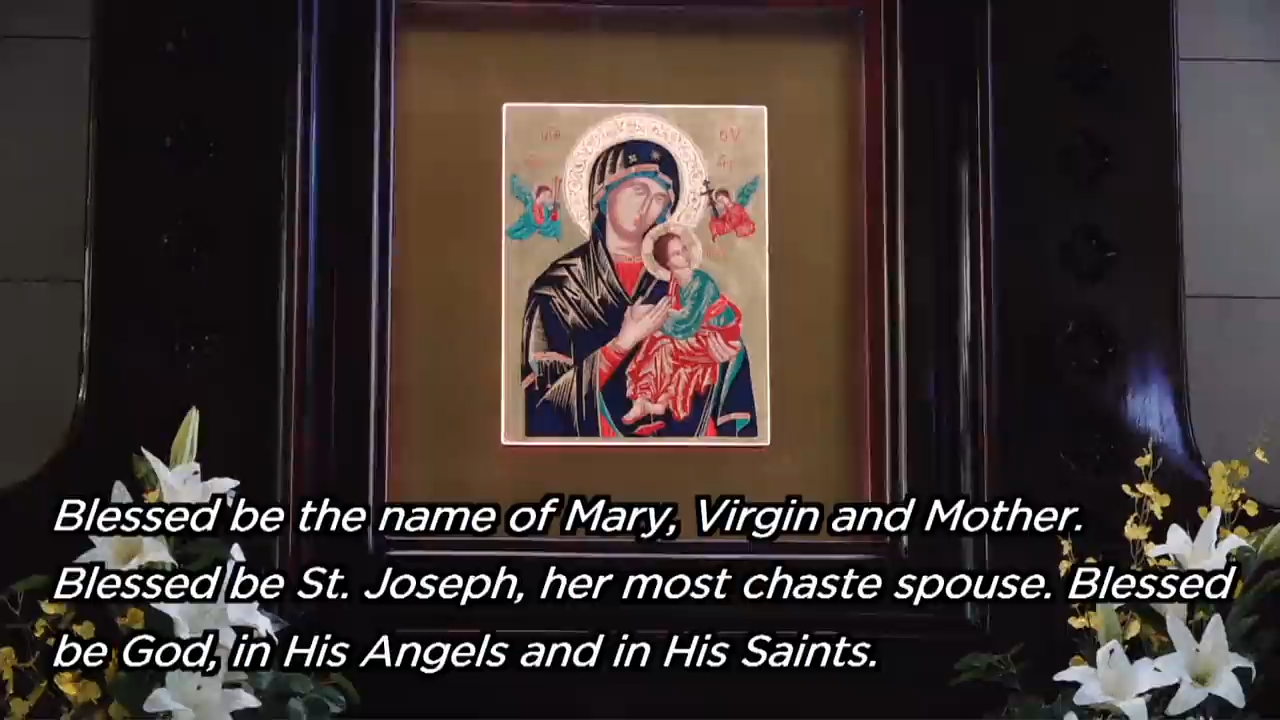 Blessed be the name of Mary, Virgin and Mother.
Blessed be St. Joseph, her most chaste spouse. Blessed
be God, in His Angels and in His Saints.